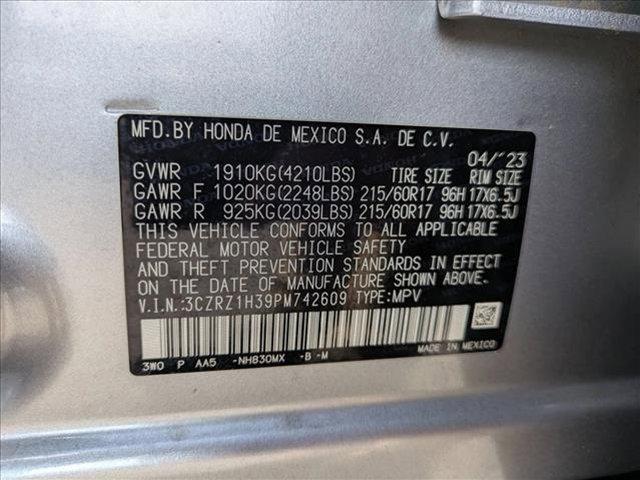 MFD.BY HONDA DE MEXICO S.A. DE C.V.
04/'23
GVWR 1910KG(4210LBS) TIRE SIZE RIM SIZE
GAWR F 1020KG(2248LBS) 215/60R17 96H 17X6.5J
GAWR R 925KG(2039LBS) 215/60R17 96H 17X6.5J
THIS VEHICLE CONFORMS TO ALL APPLICABLE
FEDERAL MOTOR VEHICLE SAFETY
AND THEFT PREVENTION STANDARDS IN EFFECT
ON THE DATE OF MANUFACTURE SHOWN ABOVE.
V.I.N.:3CZRZ1H39PM742609 TYPE:MPV
3W0 P AA5 -NH830MX -B -M MADE IN MEXICO